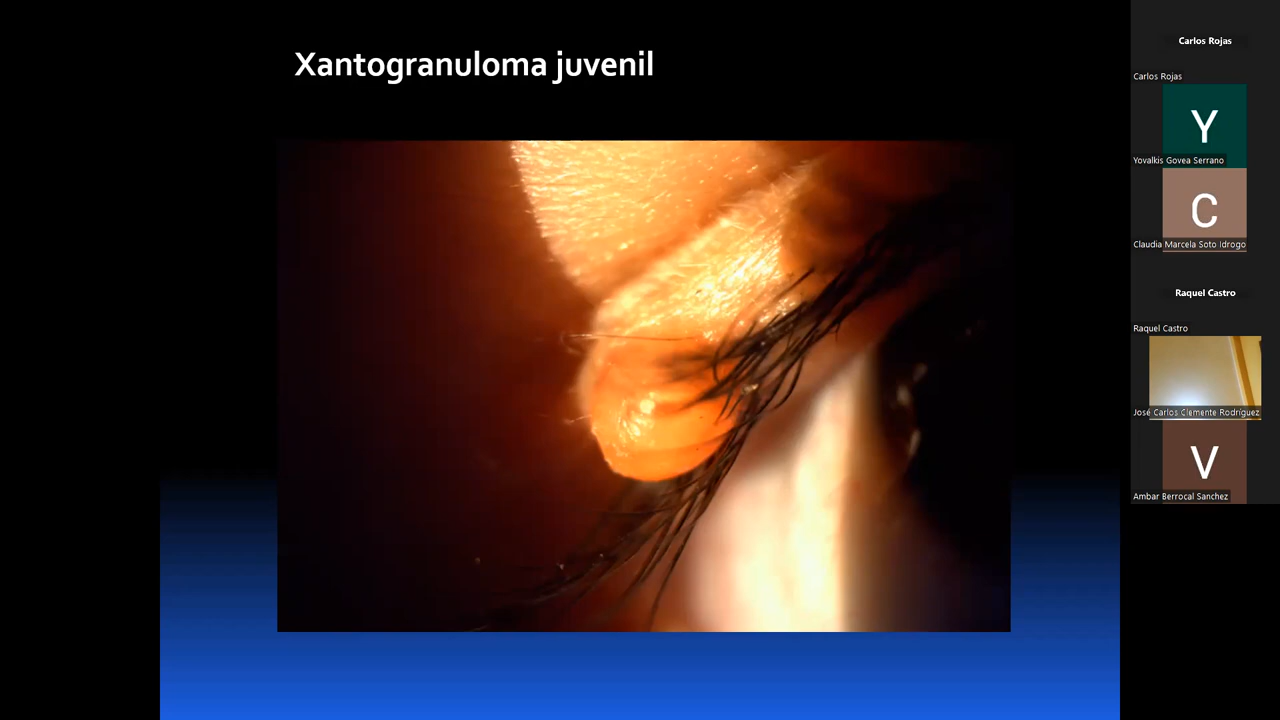 Xantogranuloma juvenil
Carlos Rojas
Carlos Rojas
Y
Yovalkis Govea Serrano
C
Claudia Marcela Soto Idrogo
Raquel Castro
Raquel Castro
José Carlos Clemente Rodríguez
V
Ambar Berrocal Sanchez